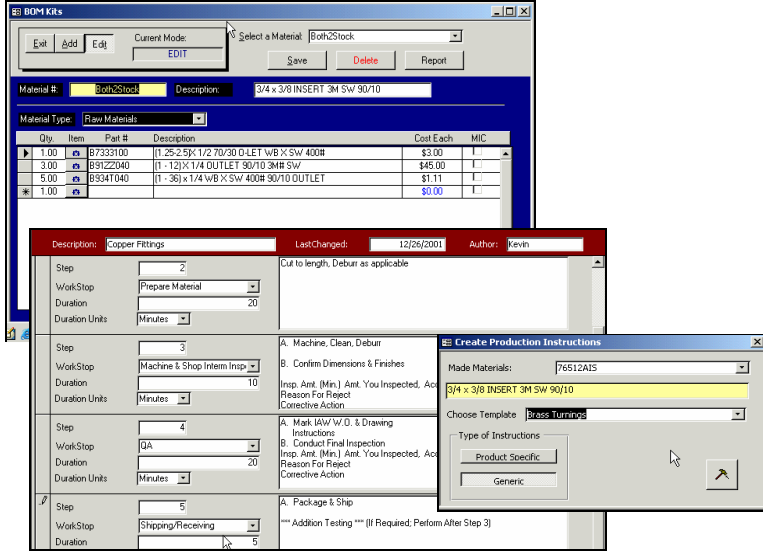 BOM Kits
Exit Add Edit
Current Mode:
EDIT
Select a Material: Both2Stock
Save Delete Report
Material #: Both2Stock Description: 3/4 x 3/8 INSERT 3M SW 90/10
Material Type: Raw Materials
Qty. Item Part # Description Cost Each MIC
1.00 B7333100 (1.25-2.5)X 1/2 70/30 O-LET WB X SW 400# $3.00
3.00 B91ZZ040 (1 - 12) X 1/4 OUTLET 90/10 3M# SW $45.00
5.00 B934T040 (1 - 36) x 1/4 WB X SW 400# 90/10 OUTLET $1.11
1.00 $0.00
Description: Copper Fittings LastChanged: 12/26/2001 Author: Kevin
Step 2
WorkStop Prepare Material
Duration 20
Duration Units Minutes
Cut to length, Deburr as applicable
Step 3
WorkStop Machine & Shop Interm Insp
Duration 10
Duration Units Minutes
A. Machine, Clean, Deburr
B. Confirm Dimensions & Finishes
Insp. Amt. (Min.) Amt. You Inspected,
Reason For Reject
Corrective Action
Step 4
WorkStop QA
Duration 20
Duration Units Minutes
A. Mark IAW W.O. & Drawing
Instructions
B. Conduct Final Inspection
Insp. Amt. (Min.) Amt. You Inspected,
Reason For Reject
Corrective Action
Step 5
WorkStop Shipping/Receiving
Duration 5
A. Package & Ship
*** Addition Testing *** (If Required; Perform After Step 3)
Create Production Instructions
Made Materials: 76512AIS
3/4 x 3/8 INSERT 3M SW 90/10
Choose Template Brass Turnings
Type of Instructions
Product Specific
Generic